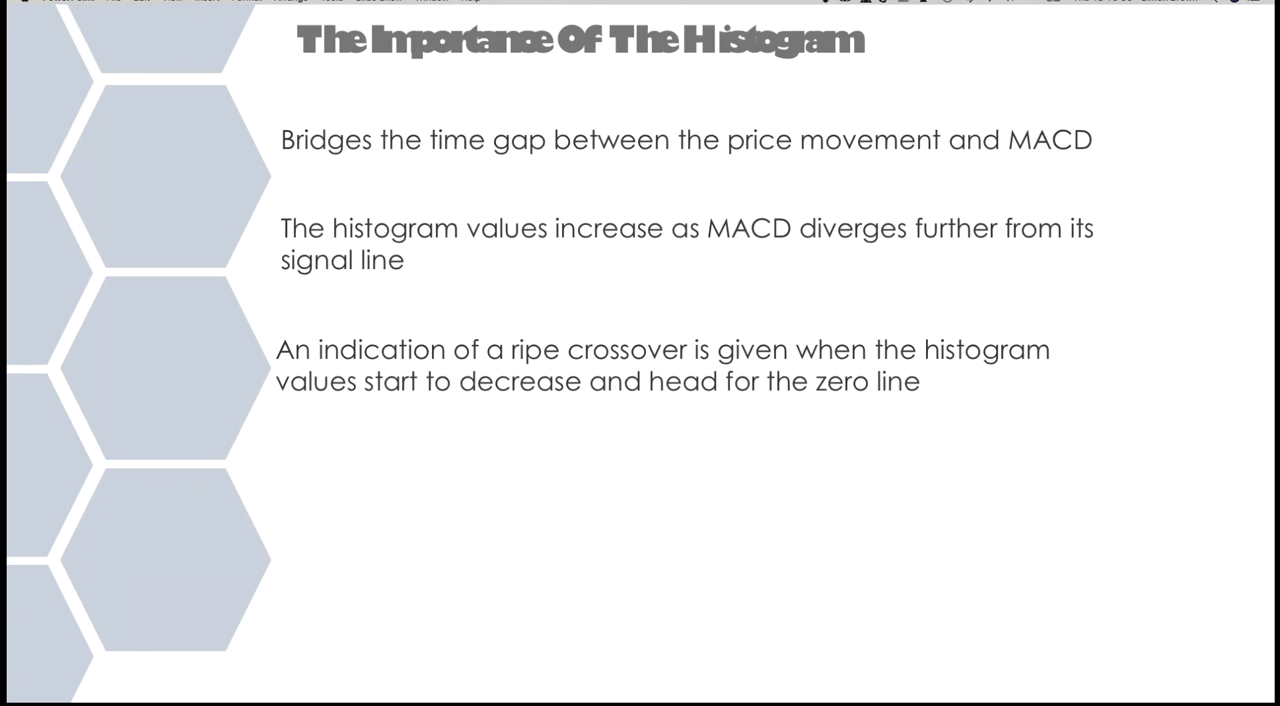 The Importance Of The Histogram
Bridges the time gap between the price movement and MACD
The histogram values increase as MACD diverges further from its
signal line
An indication of a ripe crossover is given when the histogram
values start to decrease and head for the zero line